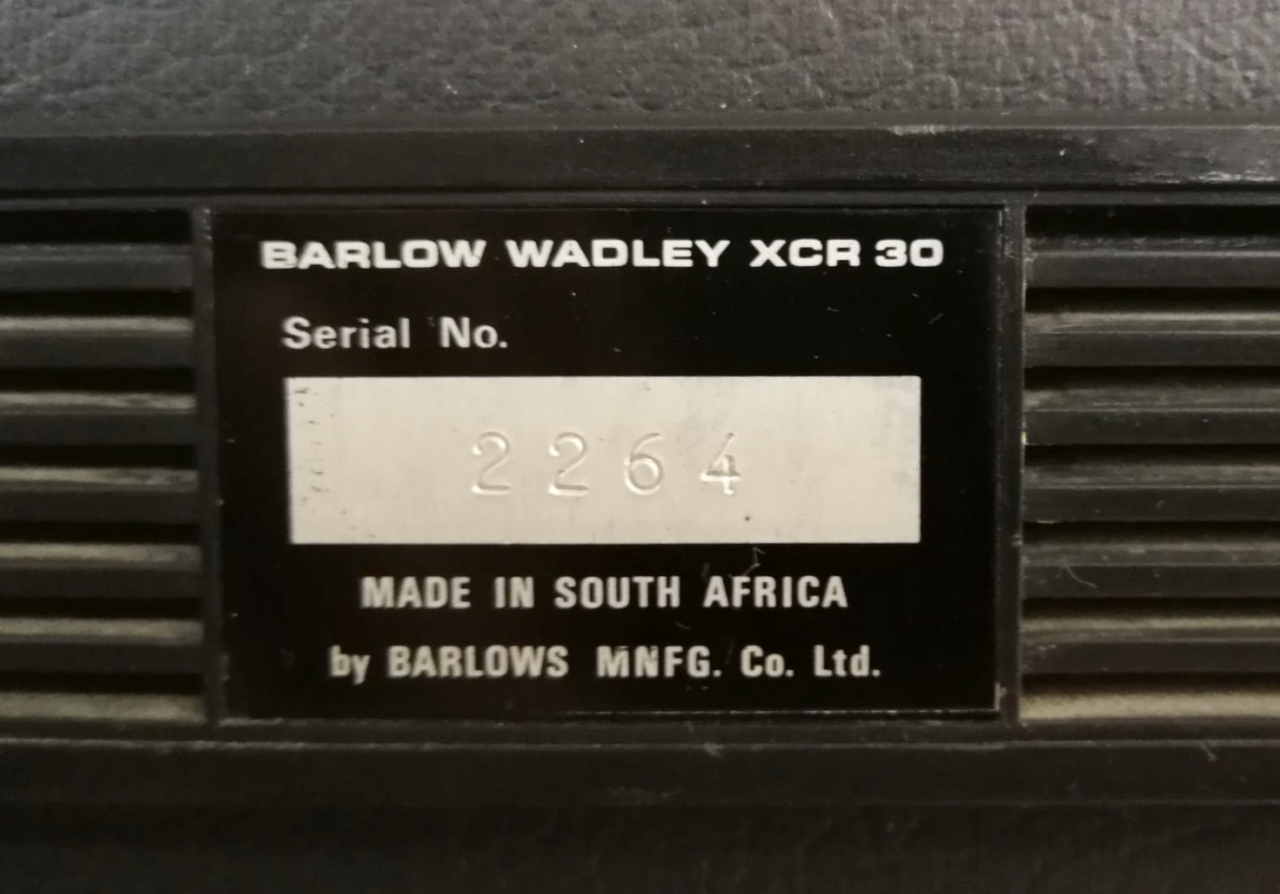 BARLOW WADLEY XCR 30
Serial No.
2264
MADE IN SOUTH AFRICA
by BARLOWS MNFG. Co. Ltd.